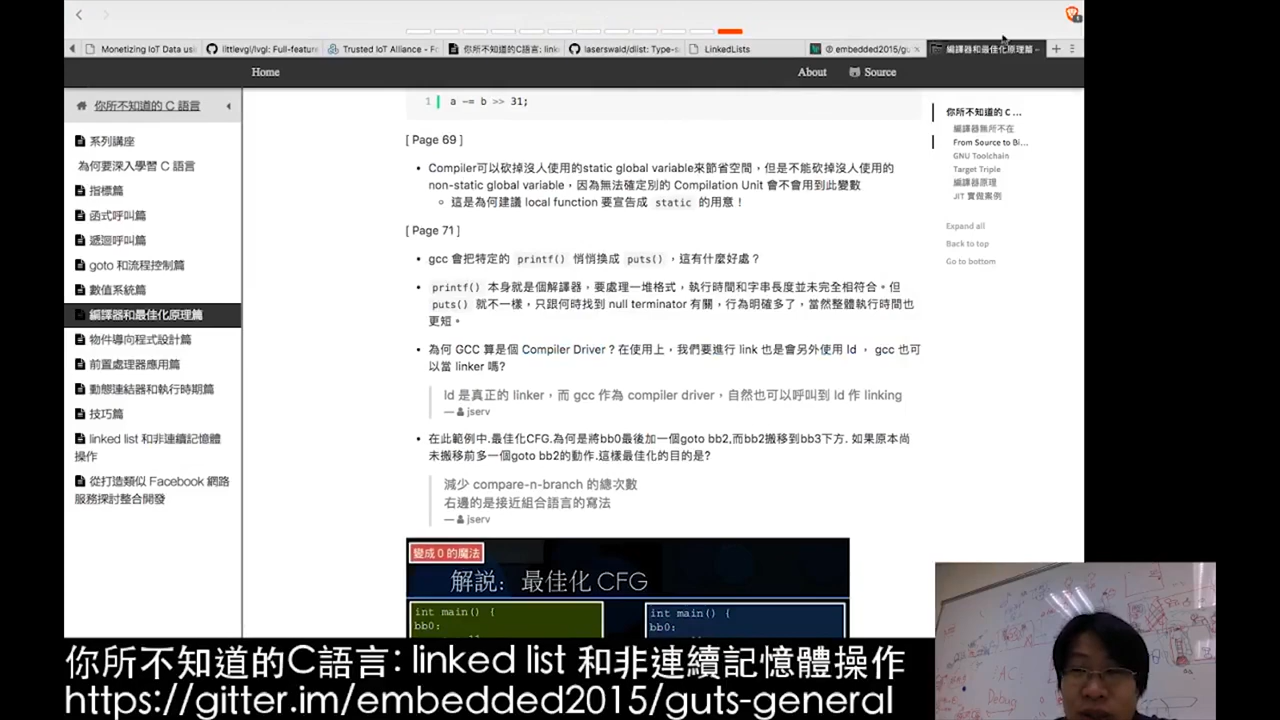 Monetizing IoT Data usi
littlevgl/lvgl: Full-feature
Trusted IoT Alliance - Fo
你所不知道的C語言: link
laserswald/dlist: Type-s
LinkedLists
embedded2015/gu
編譯器和最佳化原理篇 -
Home
About
Source
你所不知道的 C 語言
系列講座
為何要深入學習 C 語言
指標篇
函式呼叫篇
遞迴呼叫篇
goto 和流程控制篇
數值系統篇
編譯器和最佳化原理篇
物件導向程式設計篇
前置處理器應用篇
動態連結器和執行時期篇
技巧篇
linked list 和非連續記憶體
操作
從打造類似 Facebook 網路
服務探討整合開發
1 a -= b >> 31;
[ Page 69 ]
Compiler可以砍掉沒人使用的static global variable來節省空間，但是不能砍掉沒人使用的
non-static global variable，因為無法確定別的 Compilation Unit 會不會用到此變數
這是為何建議 local function 要宣告成 static 的用意！
[ Page 71 ]
gcc 會把特定的 printf() 悄悄換成 puts() ，這有什麼好處？
printf() 本身就是個解譯器，要處理一堆格式，執行時間和字串長度並未完全相符合。但
puts() 就不一樣，只跟何時找到 null terminator 有關，行為明確多了，當然整體執行時間也
更短。
為何 GCC 算是個 Compiler Driver？在使用上，我們要進行 link 也是會另外使用 ld ， gcc 也可
以當 linker 嗎?
ld 是真正的 linker，而 gcc 作為 compiler driver，自然也可以呼叫到 ld 作 linking
— jserv
在此範例中.最佳化CFG.為何是將bb0最後加一個goto bb2,而bb2搬移到bb3下方. 如果原本尚
未搬移前多一個goto bb2的動作.這樣最佳化的目的是?
減少 compare-n-branch 的總次數
右邊的是接近組合語言的寫法
— jserv
變成 0 的魔法
解說：最佳化 CFG
int main() {
bb0:
int main() {
bb0:
你所不知道的 C ...
編譯器無所不在
From Source to Bi...
GNU Toolchain
Target Triple
編譯器原理
JIT 實做案例
Expand all
Back to top
Go to bottom
AC
Debug
你所不知道的C語言: linked list 和非連續記憶體操作
https://gitter.im/embedded2015/guts-general